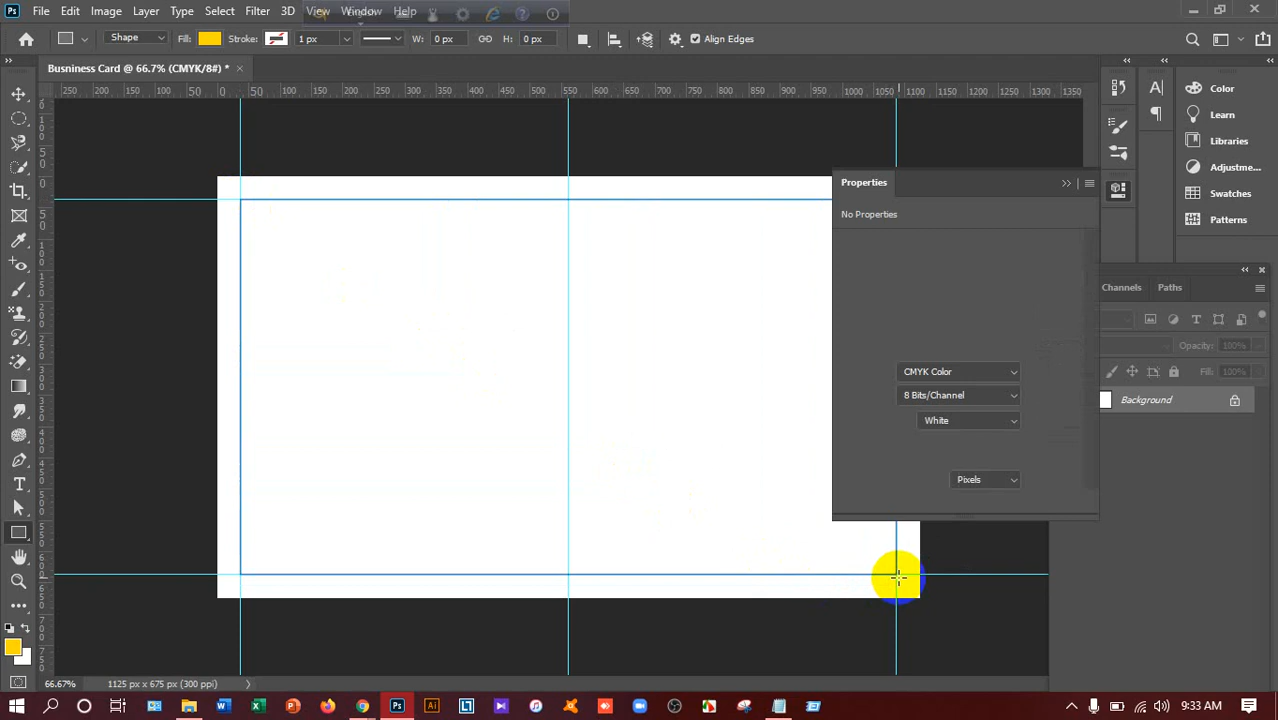 Ps File Edit Image Layer Type Select Filter 3D View Window Help
Shape Fill: Stroke: 1 px W: 0 px H: 0 px Align Edges
Busniness Card @ 66.7% (CMYK/8#) * ×
250 200 150 100 50 0 50 100 150 200 250 300 350 400 450 500 550 600 650 700 750 800 850 900 950 1000 1050 1100 1150 1200 1250 1300 1350
Color
Learn
Libraries
Adjustme...
Swatches
Patterns
Properties
No Properties
CMYK Color
8 Bits/Channel
White
Pixels
Channels Paths
Opacity: 100%
Fill: 100%
Background
66.67% 1125 px x 675 px (300 ppi)
9:33 AM